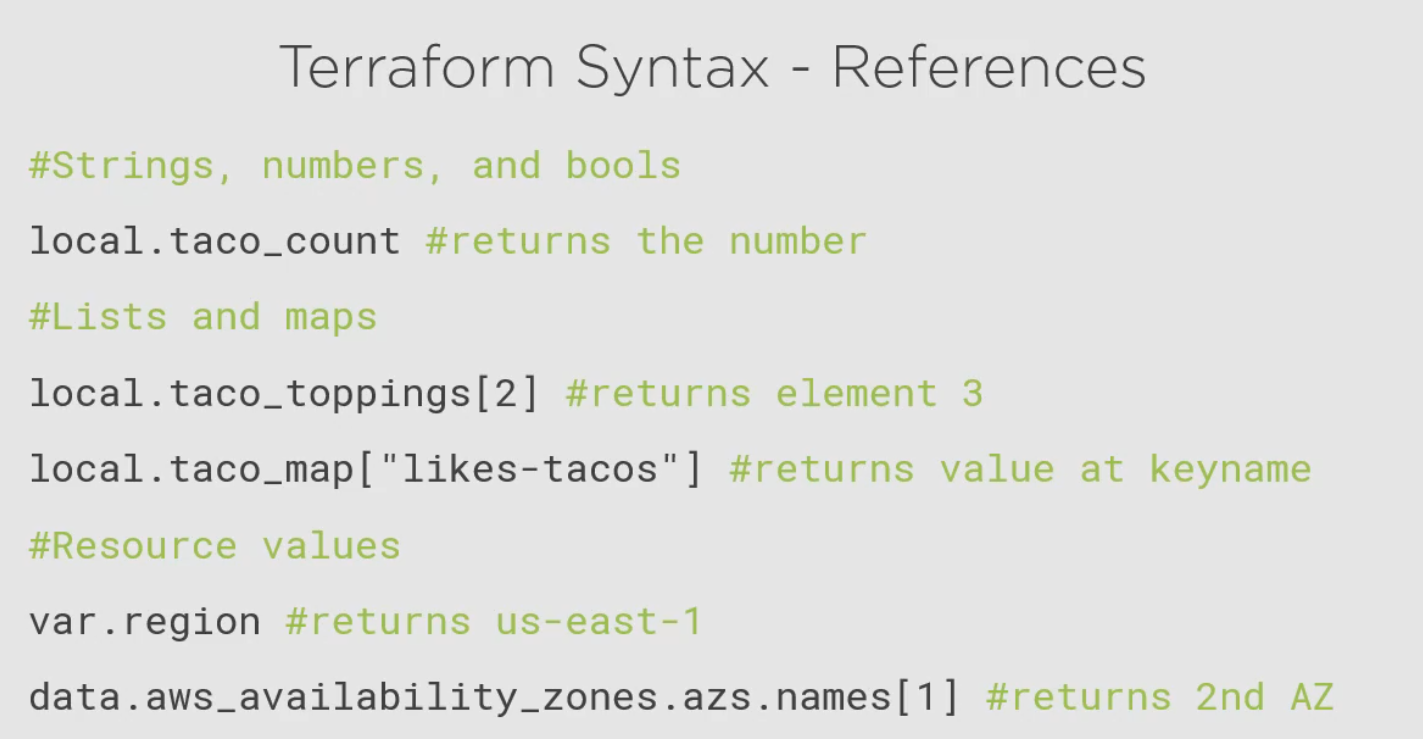 Terraform Syntax - References
#Strings, numbers, and bools
local.taco_count #returns the number
#Lists and maps
local.taco_toppings[2] #returns element 3
local.taco_map["likes-tacos"] #returns value at keyname
#Resource values
var.region #returns us-east-1
data.aws_availability_zones.azs.names[1] #returns 2nd AZ